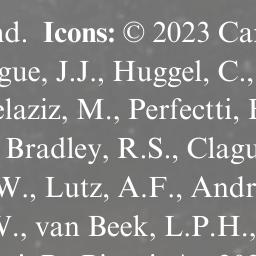 nd. Icons: © 2023 Ca
gue, J.J., Huggel, C.,
elaziz, M., Perfectti,
Bradley, R.S., Clagu
W., Lutz, A.F., Andr
V., van Beek, L.P.H.,